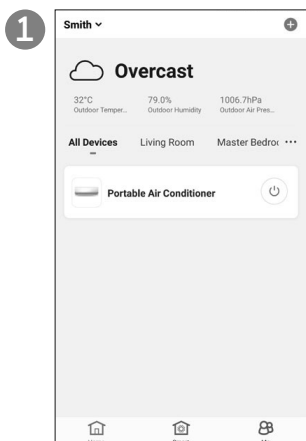 1
Smith
Overcast
32°C 79.0% 1006.7hPa
Outdoor Temper... Outdoor Humidity Outdoor Air Pres...
All Devices Living Room Master Bedroo ...
Portable Air Conditioner